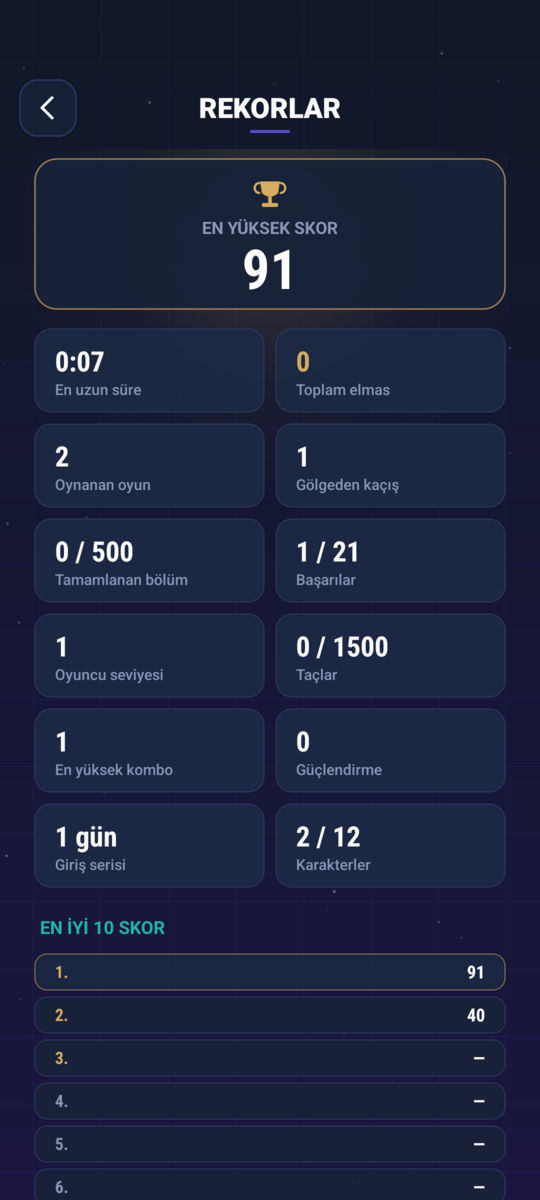 REKORLAR
EN YÜKSEK SKOR
91
0:07
En uzun süre
0
Toplam elmas
2
Oynanan oyun
1
Gölgeden kaçış
0 / 500
Tamamlanan bölüm
1 / 21
Başarılar
1
Oyuncu seviyesi
0 / 1500
Taçlar
1
En yüksek kombo
0
Güçlendirme
1 gün
Giriş serisi
2 / 12
Karakterler
EN İYİ 10 SKOR
1. 91
2. 40
3. –
4. –
5. –
6. –